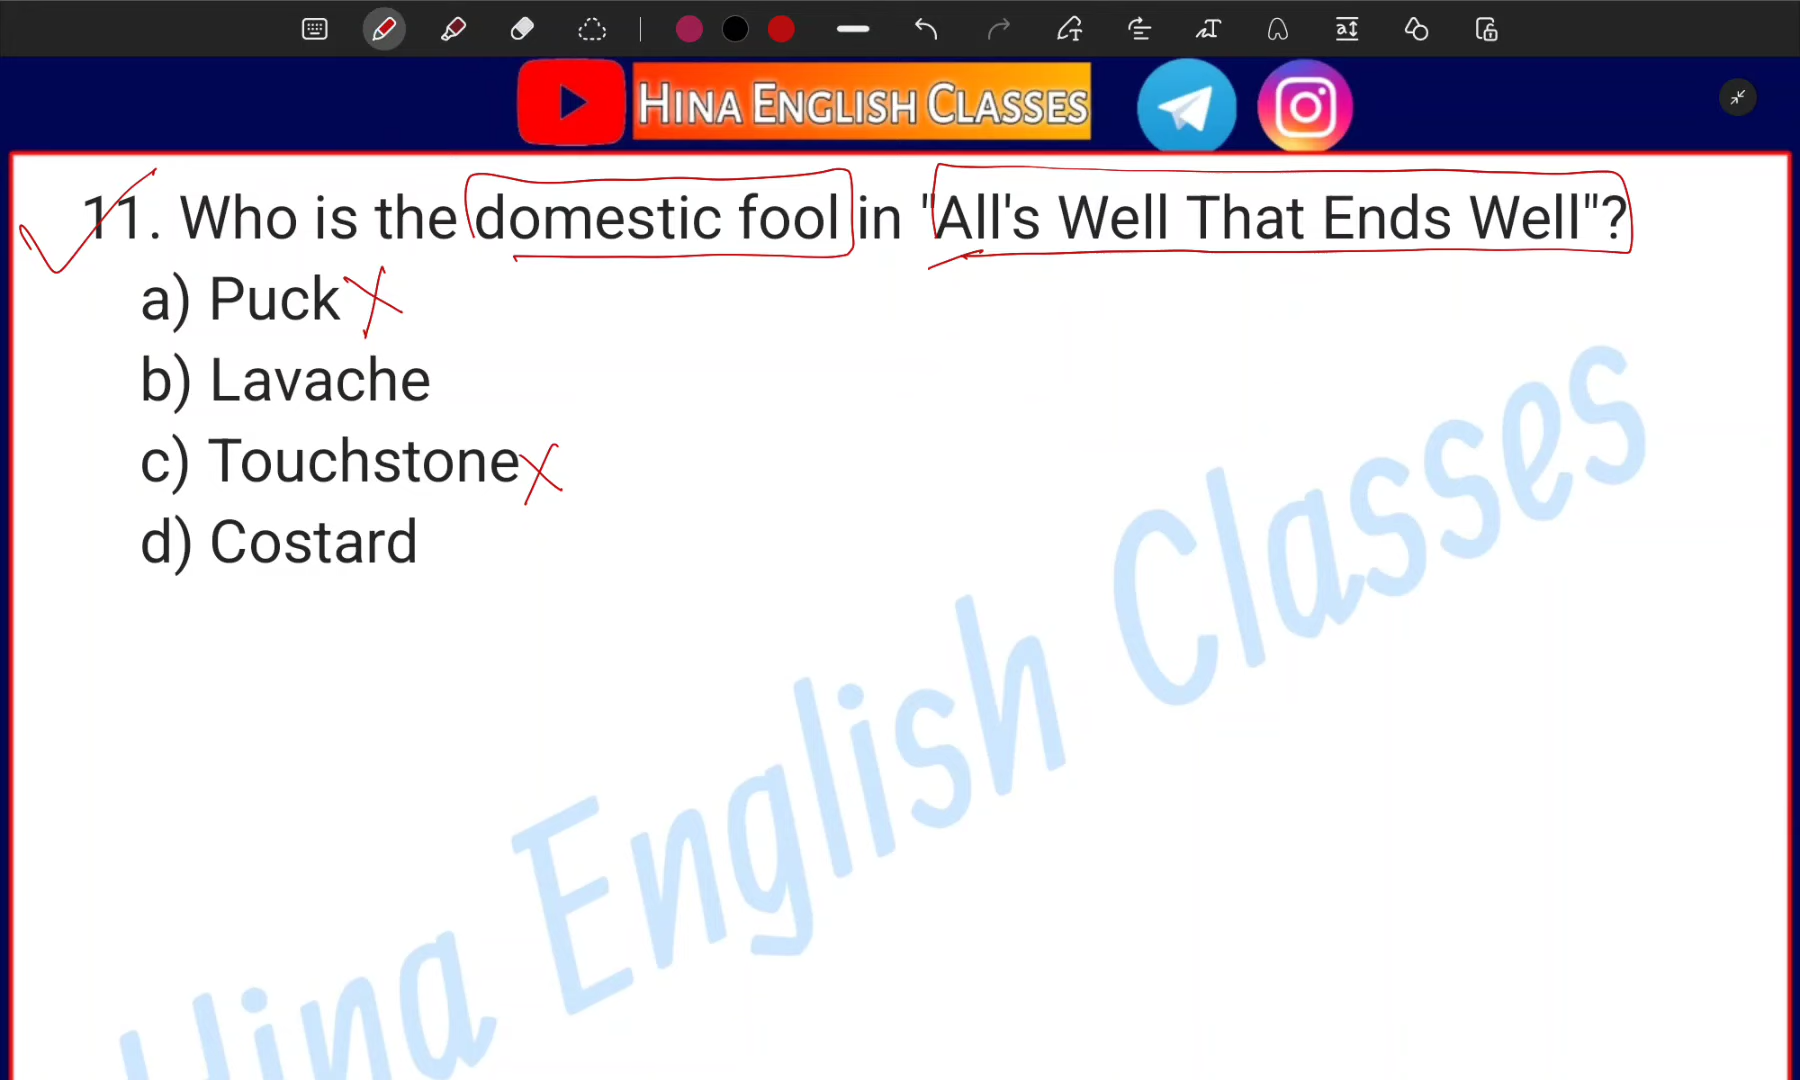 HINA ENGLISH CLASSES
11. Who is the domestic fool in "All's Well That Ends Well"?
a) Puck
b) Lavache
c) Touchstone
d) Costard
Hina English Classes